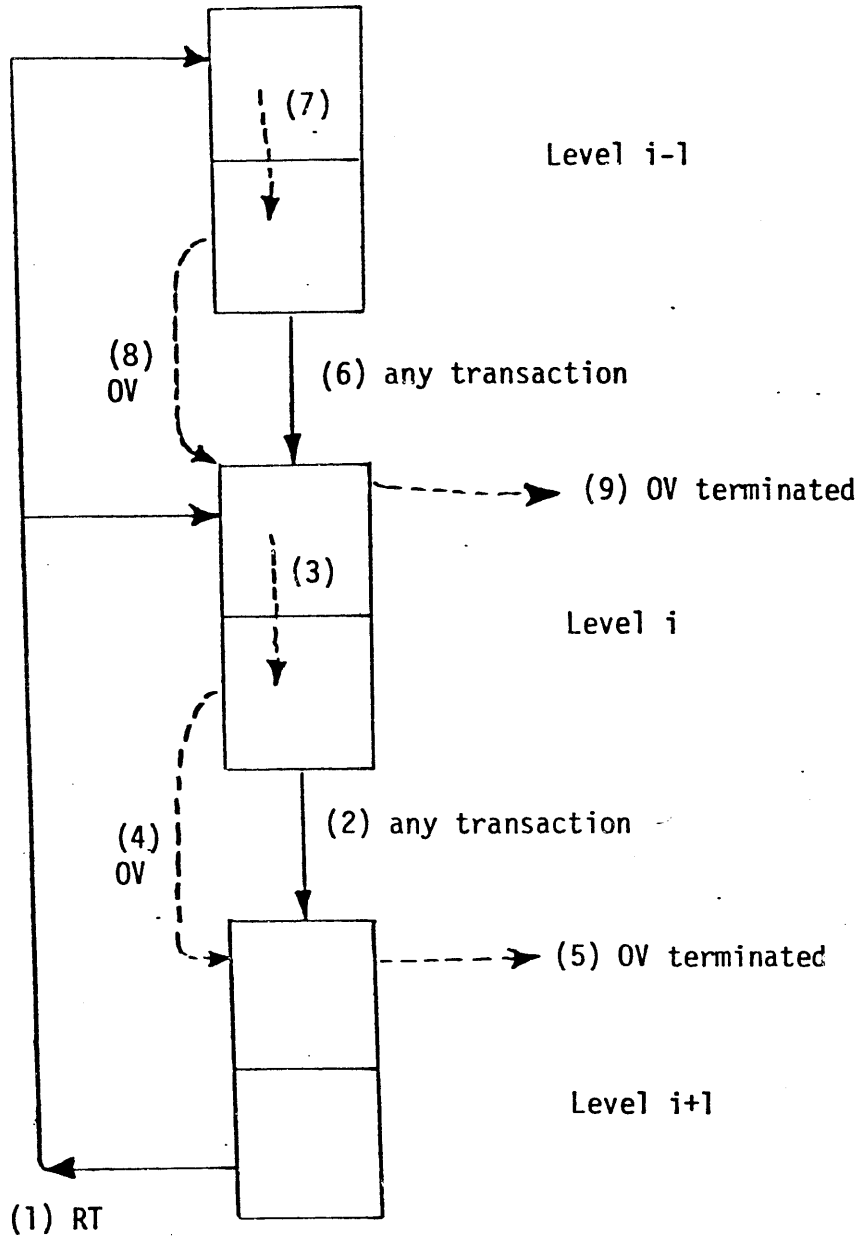 (7)
Level i-1
(8)
OV
(6) any transaction
(9) OV terminated
(3)
Level i
(2) any transaction
(4)
OV
(5) OV terminated
Level i+1
(1) RT